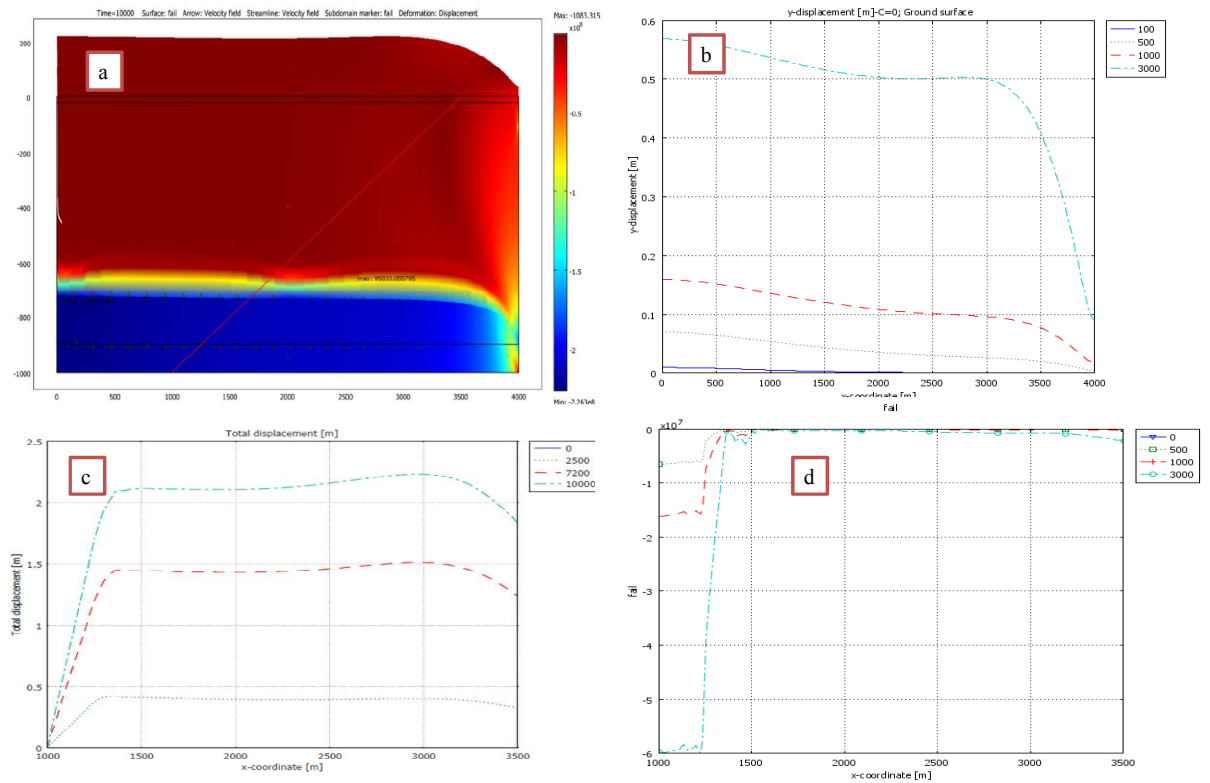 Time=10000 Surface: fail Arrow: Velocity field Streamline: Velocity field Subdomain marker: fail Deformation: Displacement
Max: -1083.315
×10⁸
a
200
0
-200
-400
-600
-800
-1000
0 500 1000 1500 2000 2500 3000 3500 4000
max: 95033.055795
-0.5
-1
-1.5
-2
Min: -2.263e8
y-displacement [m]-C=0; Ground surface
b
0.6
0.5
0.4
0.3
0.2
0.1
0
y-displacement [m]
0 500 1000 1500 2000 2500 3000 3500 4000
x-coordinate [m]
100
500
1000
3000
Total displacement [m]
c
2.5
2
1.5
1
0.5
0
Total displacement [m]
1000 1500 2000 2500 3000 3500
x-coordinate [m]
0
2500
7200
10000
fail
×10⁷
d
0
-1
-2
-3
-4
-5
-6
fail
1000 1500 2000 2500 3000 3500
x-coordinate [m]
0
500
1000
3000